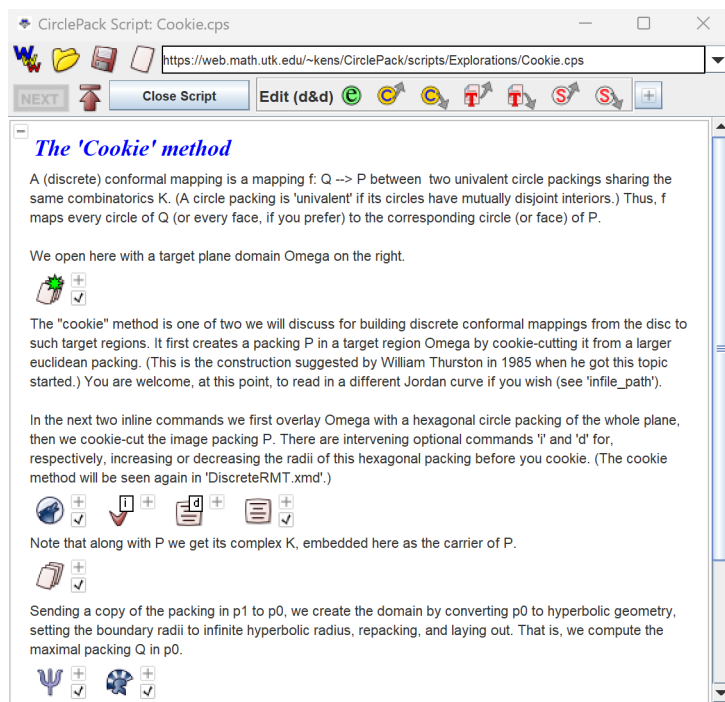 CirclePack Script: Cookie.cps
https://web.math.utk.edu/~kens/CirclePack/scripts/Explorations/Cookie.cps
NEXT Close Script Edit (d&d) e C C T T S S
The 'Cookie' method
A (discrete) conformal mapping is a mapping f: Q --> P between two univalent circle packings sharing the
same combinatorics K. (A circle packing is 'univalent' if its circles have mutually disjoint interiors.) Thus, f
maps every circle of Q (or every face, if you prefer) to the corresponding circle (or face) of P.
We open here with a target plane domain Omega on the right.
The "cookie" method is one of two we will discuss for building discrete conformal mappings from the disc to
such target regions. It first creates a packing P in a target region Omega by cookie-cutting it from a larger
euclidean packing. (This is the construction suggested by William Thurston in 1985 when he got this topic
started.) You are welcome, at this point, to read in a different Jordan curve if you wish (see 'infile_path').
In the next two inline commands we first overlay Omega with a hexagonal circle packing of the whole plane,
then we cookie-cut the image packing P. There are intervening optional commands 'i' and 'd' for,
respectively, increasing or decreasing the radii of this hexagonal packing before you cookie. (The cookie
method will be seen again in 'DiscreteRMT.xmd'.)
i d
Note that along with P we get its complex K, embedded here as the carrier of P.
Sending a copy of the packing in p1 to p0, we create the domain by converting p0 to hyperbolic geometry,
setting the boundary radii to infinite hyperbolic radius, repacking, and laying out. That is, we compute the
maximal packing Q in p0.
Ψ